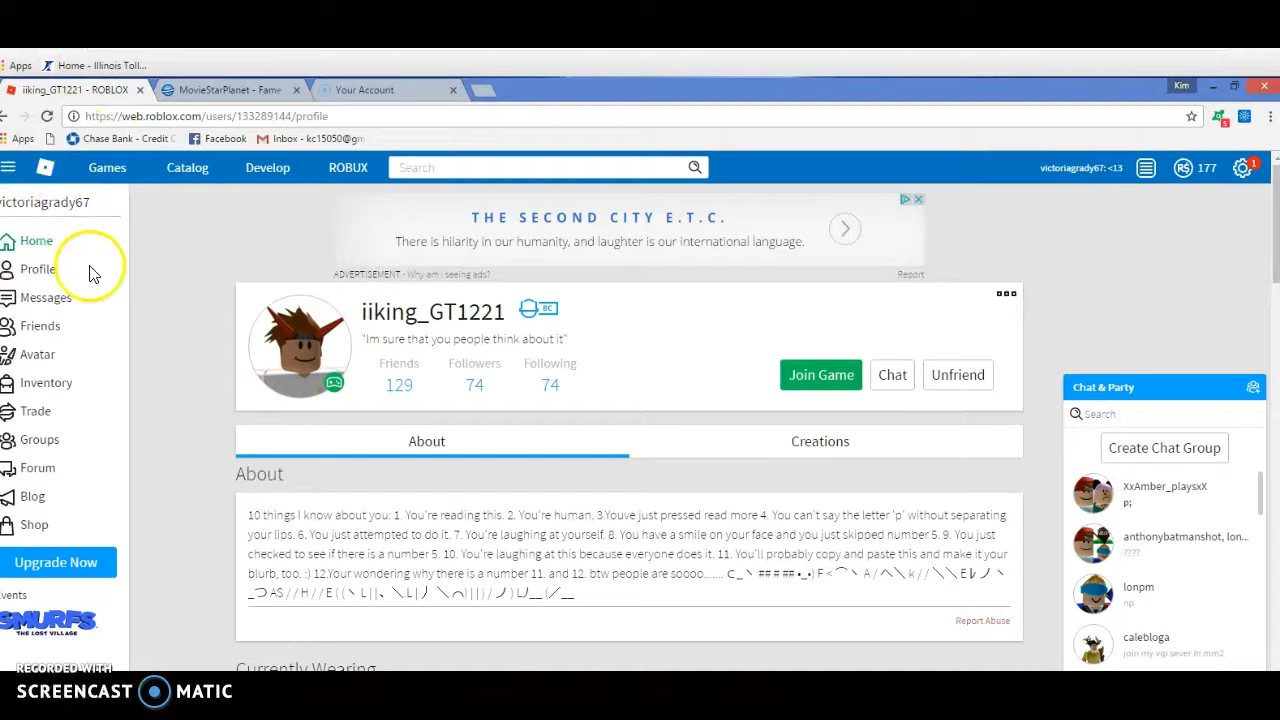 Apps Home - Illinois Toll...
iiking_GT1221 - ROBLOX MovieStarPlanet - Fame Your Account Kim
https://web.roblox.com/users/133289144/profile 5
Apps Chase Bank - Credit C Facebook Inbox - kc15050@gm
Games Catalog Develop ROBUX Search victoriagrady67: <13 R$ 177 1
victoriagrady67
Home
Profile
Messages
Friends
Avatar
Inventory
Trade
Groups
Forum
Blog
Shop
Upgrade Now
Events
SMURFS
THE LOST VILLAGE
THE SECOND CITY E.T.C.
There is hilarity in our humanity, and laughter is our international language.
ADVERTISEMENT - Why am I seeing ads? Report
iiking_GT1221 BC
"Im sure that you people think about it"
Friends Followers Following
129 74 74
Join Game Chat Unfriend
About Creations
About
10 things I know about you. 1. You're reading this. 2. You're human. 3.Youve just pressed read more 4. You can't say the letter 'p' without separating
your lips. 6. You just attempted to do it. 7. You're laughing at yourself. 8. You have a smile on your face and you just skipped number 5. 9. You just
checked to see if there is a number 5. 10. You're laughing at this because everyone does it. 11. You'll probably copy and paste this and make it your
blurb, too. :) 12.Your wondering why there is a number 11. and 12. btw people are soooo.......
Report Abuse
Currently Wearing
Chat & Party
Search
Create Chat Group
XxAmber_playsxX
p;
anthonybatmanshot, lon...
????
lonpm
np
calebloga
join my vip sever in mm2
RECORDED WITH
SCREENCAST MATIC